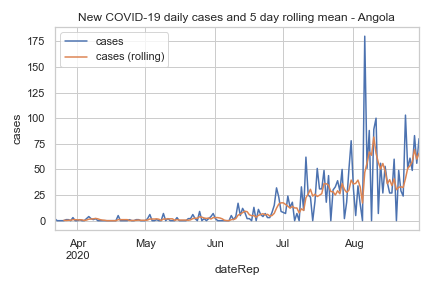 New COVID-19 daily cases and 5 day rolling mean - Angola
cases
cases (rolling)
175
150
125
100
75
50
25
0
cases
Apr
2020
May
Jun
Jul
Aug
dateRep